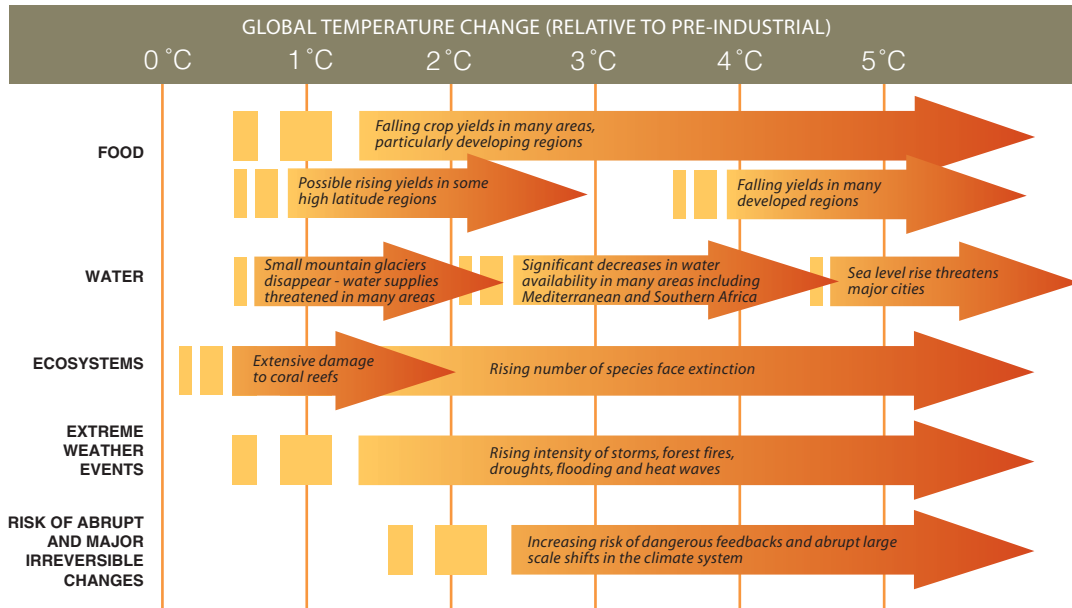 GLOBAL TEMPERATURE CHANGE (RELATIVE TO PRE-INDUSTRIAL)
0 °C 1 °C 2 °C 3 °C 4 °C 5 °C
FOOD
Falling crop yields in many areas,
particularly developing regions
Possible rising yields in some
high latitude regions
Falling yields in many
developed regions
WATER
Small mountain glaciers
disappear - water supplies
threatened in many areas
Significant decreases in water
availability in many areas including
Mediterranean and Southern Africa
Sea level rise threatens
major cities
ECOSYSTEMS
Extensive damage
to coral reefs
Rising number of species face extinction
EXTREME
WEATHER
EVENTS
Rising intensity of storms, forest fires,
droughts, flooding and heat waves
RISK OF ABRUPT
AND MAJOR
IRREVERSIBLE
CHANGES
Increasing risk of dangerous feedbacks and abrupt large
scale shifts in the climate system